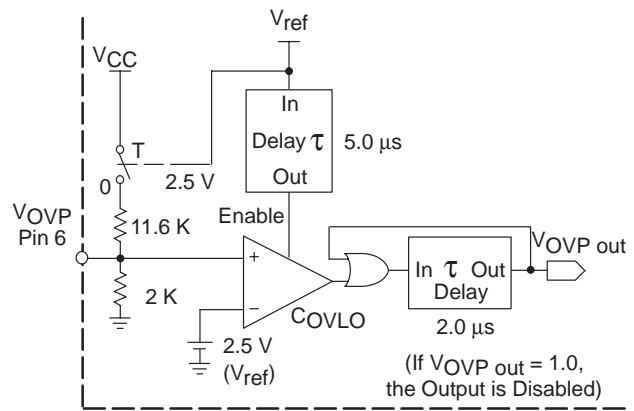 Vref
VCC
In
Delay τ
Out
5.0 µs
T
0
2.5 V
Enable
VOVP
Pin 6
11.6 K
2 K
+
–
COVLO
2.5 V
(Vref)
In τ Out
Delay
2.0 µs
VOVP out
(If VOVP out = 1.0,
the Output is Disabled)